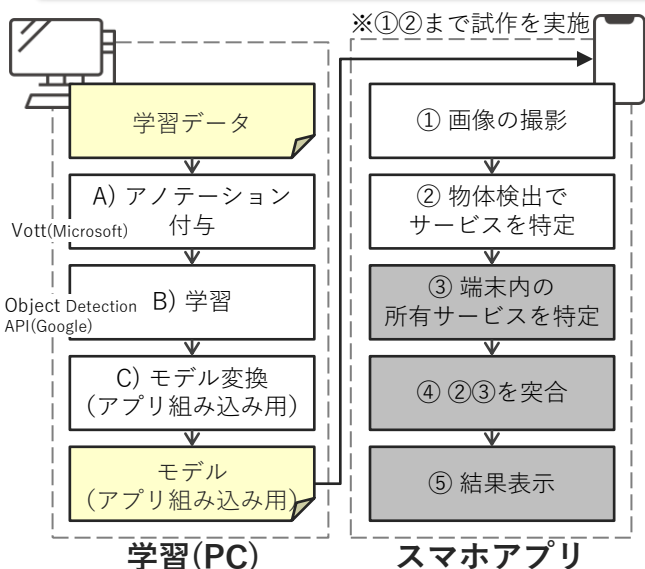 ※①②まで試作を実施
学習データ
A) アノテーション
付与
Vott(Microsoft)
B) 学習
Object Detection
API(Google)
C) モデル変換
(アプリ組み込み用)
モデル
(アプリ組み込み用)
学習(PC)
① 画像の撮影
② 物体検出で
サービスを特定
③ 端末内の
所有サービスを特定
④ ②③を突合
⑤ 結果表示
スマホアプリ